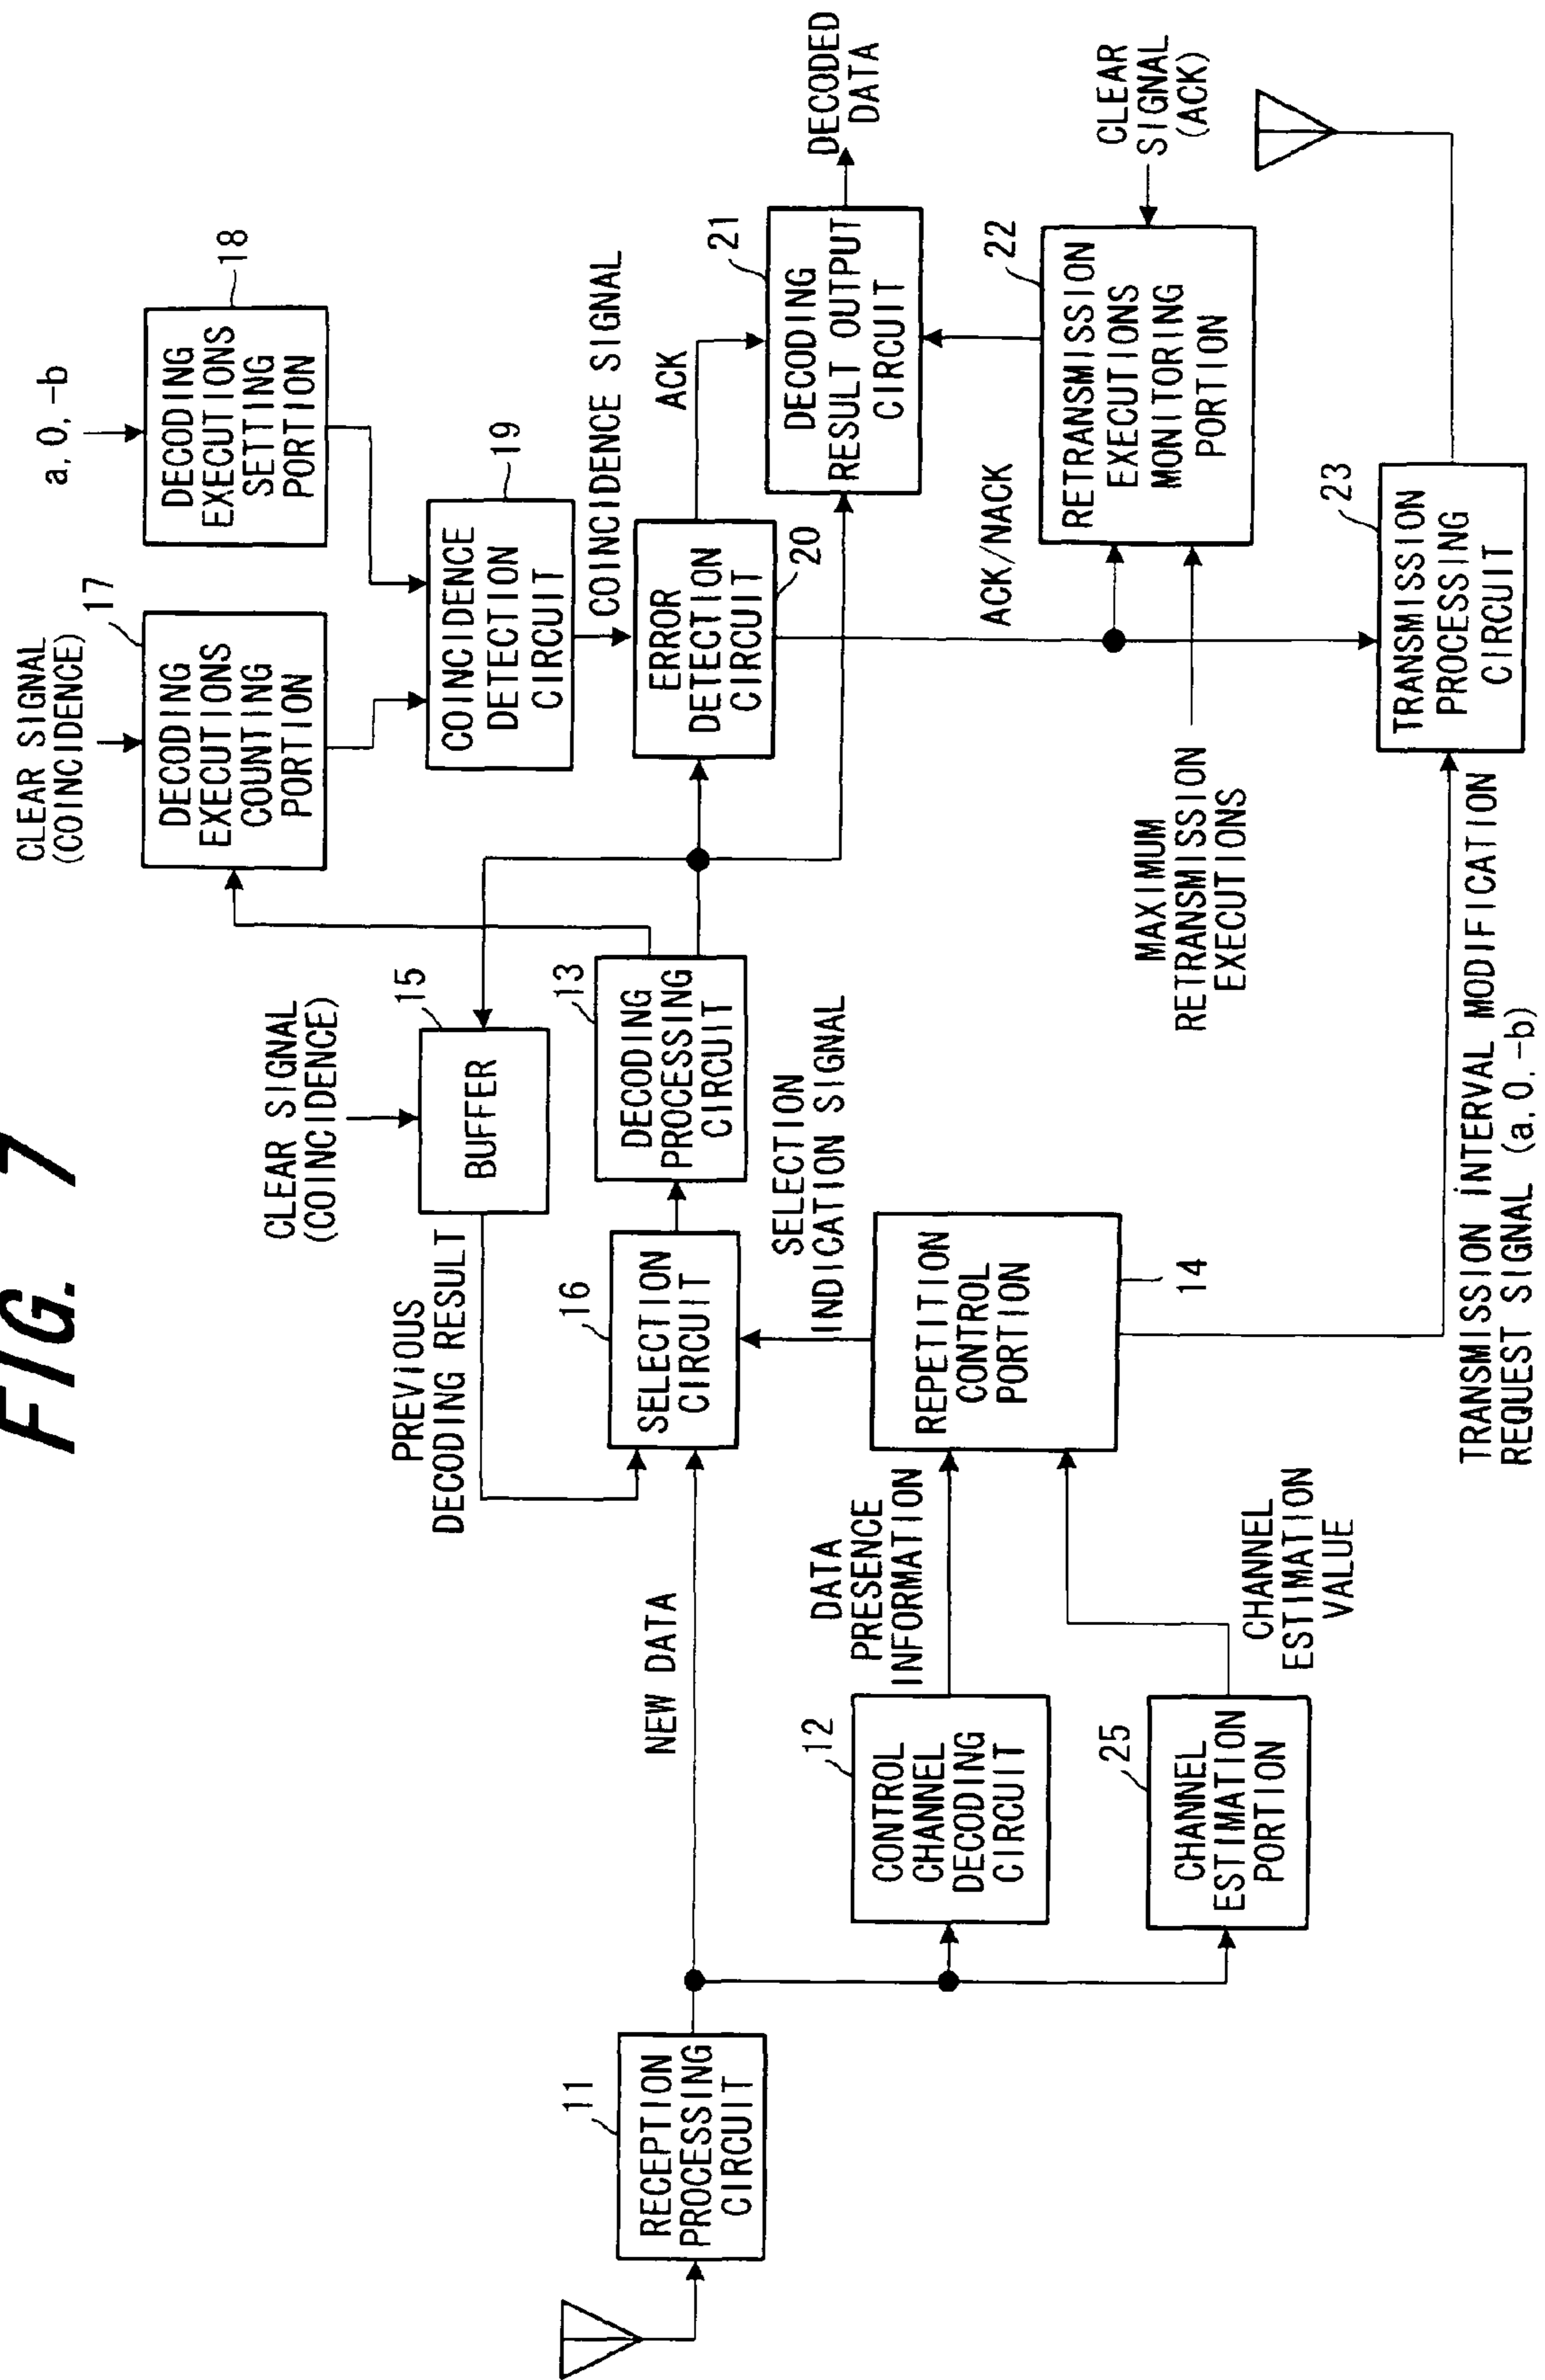 FIG. 7
11
RECEPTION
PROCESSING
CIRCUIT
NEW DATA
12
CONTROL
CHANNEL
DECODING
CIRCUIT
25
CHANNEL
ESTIMATION
PORTION
DATA
PRESENCE
INFORMATION
CHANNEL
ESTIMATION
VALUE
PREVIOUS
DECODING RESULT
16
SELECTION
CIRCUIT
SELECTION
INDICATION SIGNAL
REPETITION
CONTROL
PORTION
14
CLEAR SIGNAL
(COINCIDENCE)
15
BUFFER
13
DECODING
PROCESSING
CIRCUIT
TRANSMISSION INTERVAL MODIFICATION
REQUEST SIGNAL (a, 0, -b)
CLEAR SIGNAL
(COINCIDENCE)
17
DECODING
EXECUTIONS
COUNTING
PORTION
a, 0, -b
18
DECODING
EXECUTIONS
SETTING
PORTION
19
COINCIDENCE
DETECTION
CIRCUIT
COINCIDENCE SIGNAL
ERROR
DETECTION
CIRCUIT
20
ACK
21
DECODING
RESULT OUTPUT
CIRCUIT
DECODED
DATA
ACK/NACK
MAXIMUM
RETRANSMISSION
EXECUTIONS
22
RETRANSMISSION
EXECUTIONS
MONITORING
PORTION
CLEAR
SIGNAL
(ACK)
23
TRANSMISSION
PROCESSING
CIRCUIT